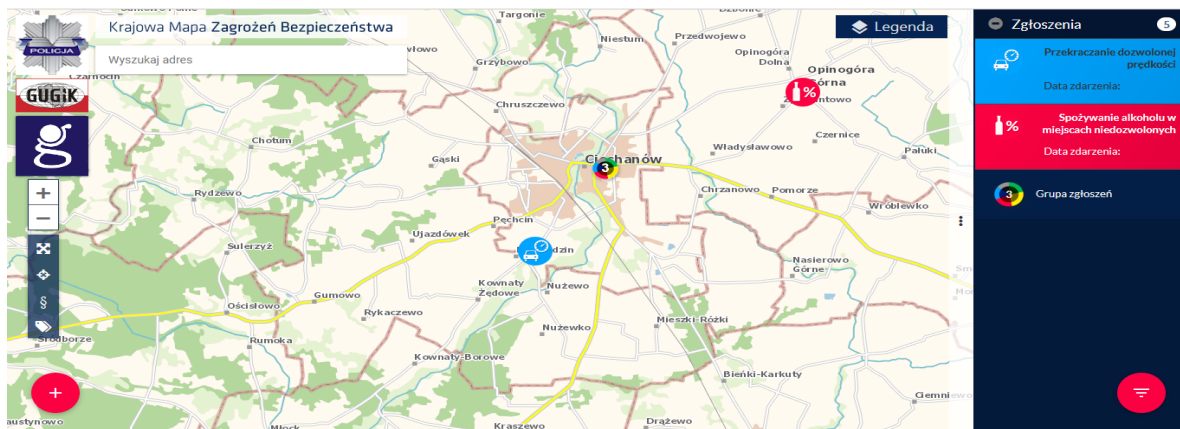 Krajowa Mapa Zagrożeń Bezpieczeństwa
Wyszukaj adres
POLICJA
GUGiK
+
−
§
+
Legenda
Zgłoszenia 5
Przekraczanie dozwolonej
prędkości
Data zdarzenia:
%
Spożywanie alkoholu w
miejscach niedozwolonych
Data zdarzenia:
3 Grupa zgłoszeń
Targonie
Niestum
Przedwojewo
Opinogóra
Dolna
Opinogóra
Górna
%
Grzybowo
Chruszczewo
Czernice
Pałuki
Chotum
Gąski
Ciechanów
3
Władysławowo
Rydzewo
Chrzanowo
Pomorze
Wróblewko
Pęchcin
Ujazdówek
Sulerzyż
Nasierowo
Górne
Kownaty
Żędowe
Nużewo
Gumowo
Ościsłowo
Rykaczewo
Nużewko
Mieszki-Różki
Rumoka
Kownaty-Borowe
Bieńki-Karkuty
Kraszewo
Drążewo